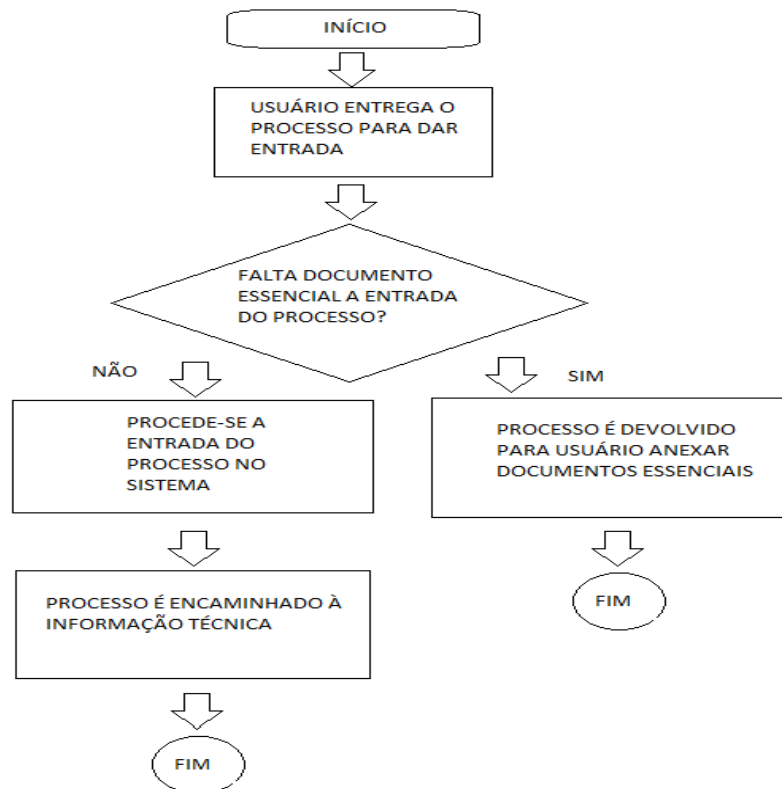 INÍCIO
USUÁRIO ENTREGA O
PROCESSO PARA DAR
ENTRADA
FALTA DOCUMENTO
ESSENCIAL A ENTRADA
DO PROCESSO?
NÃO
SIM
PROCEDE-SE A
ENTRADA DO
PROCESSO NO
SISTEMA
PROCESSO É DEVOLVIDO
PARA USUÁRIO ANEXAR
DOCUMENTOS ESSENCIAIS
PROCESSO É ENCAMINHADO À
INFORMAÇÃO TÉCNICA
FIM
FIM